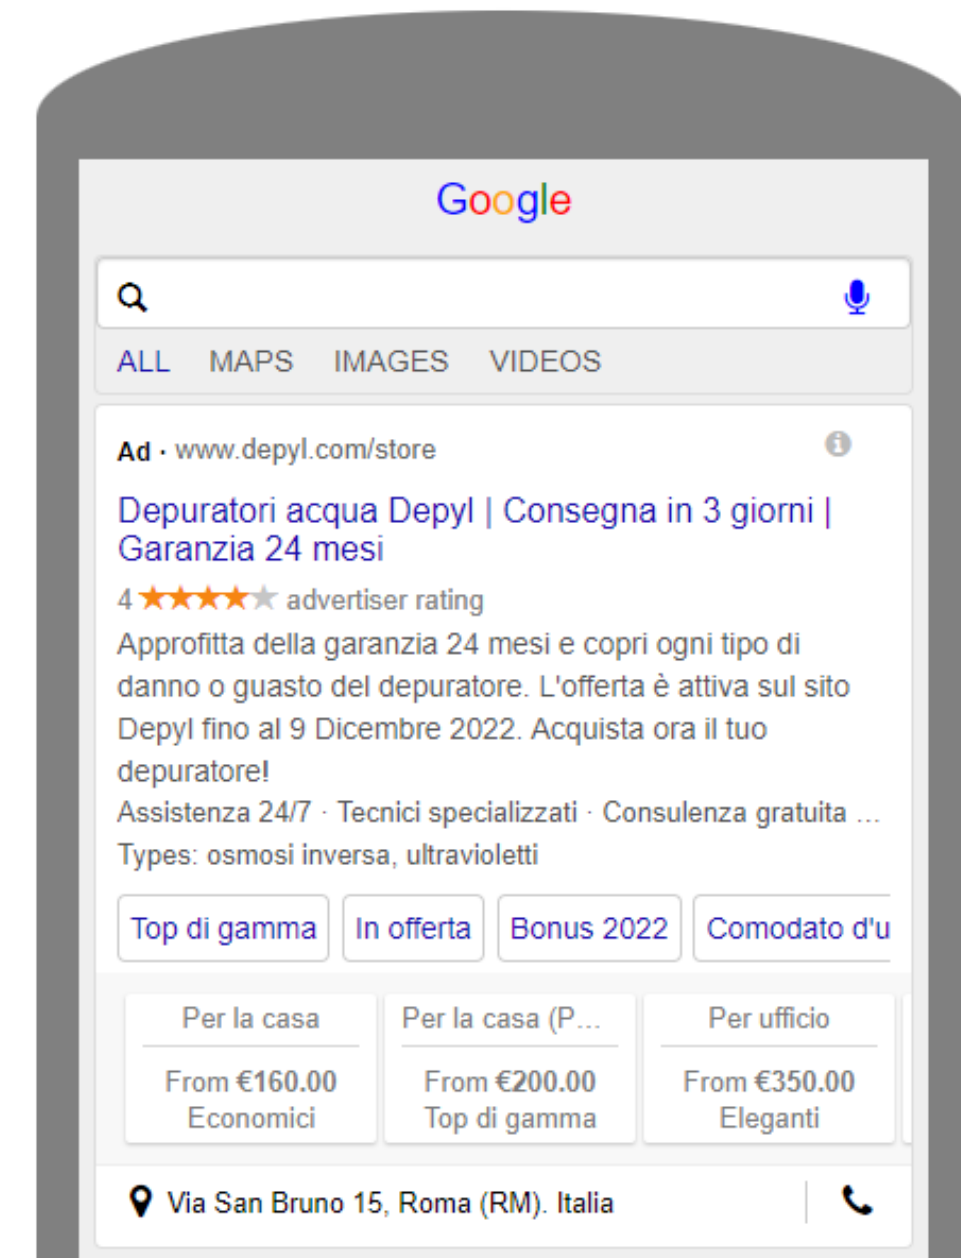 Google
ALL MAPS IMAGES VIDEOS
Ad · www.depyl.com/store
Depuratori acqua Depyl | Consegna in 3 giorni |
Garanzia 24 mesi
4 advertiser rating
Approfitta della garanzia 24 mesi e copri ogni tipo di
danno o guasto del depuratore. L'offerta è attiva sul sito
Depyl fino al 9 Dicembre 2022. Acquista ora il tuo
depuratore!
Assistenza 24/7 · Tecnici specializzati · Consulenza gratuita ...
Types: osmosi inversa, ultravioletti
Top di gamma In offerta Bonus 2022 Comodato d'u
Per la casa Per la casa (P... Per ufficio
From €160.00 From €200.00 From €350.00
Economici Top di gamma Eleganti
Via San Bruno 15, Roma (RM). Italia